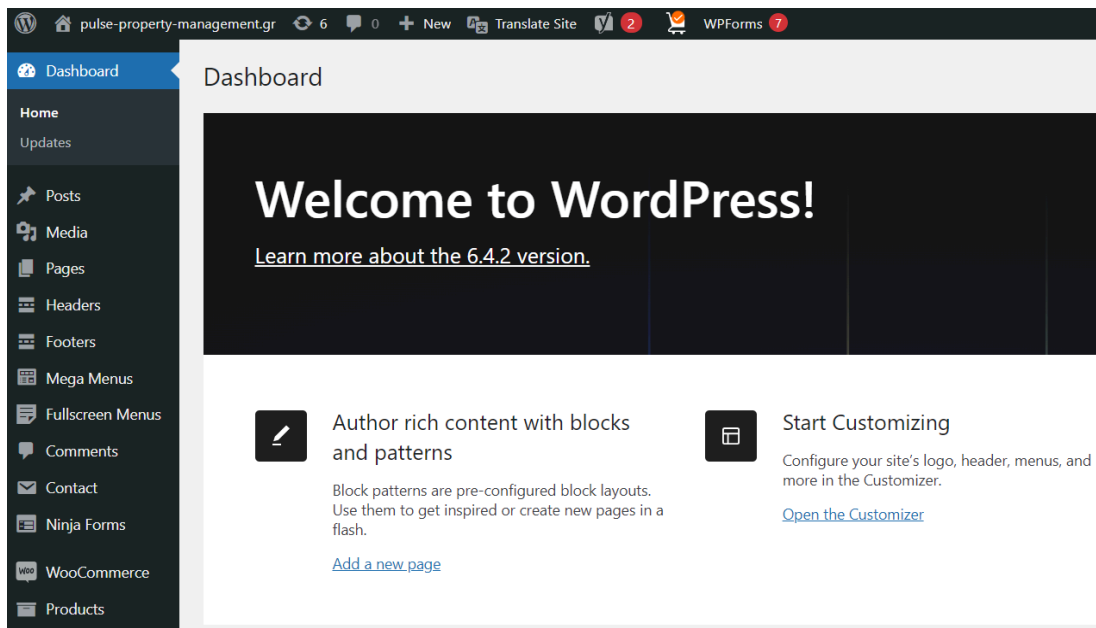 pulse-property-management.gr 6 0 New Translate Site 2 WPForms 7
Dashboard
Home
Updates
Posts
Media
Pages
Headers
Footers
Mega Menus
Fullscreen Menus
Comments
Contact
Ninja Forms
WooCommerce
Products
Dashboard
Welcome to WordPress!
Learn more about the 6.4.2 version.
Author rich content with blocks
and patterns
Block patterns are pre-configured block layouts.
Use them to get inspired or create new pages in a
flash.
Add a new page
Start Customizing
Configure your site’s logo, header, menus, and
more in the Customizer.
Open the Customizer